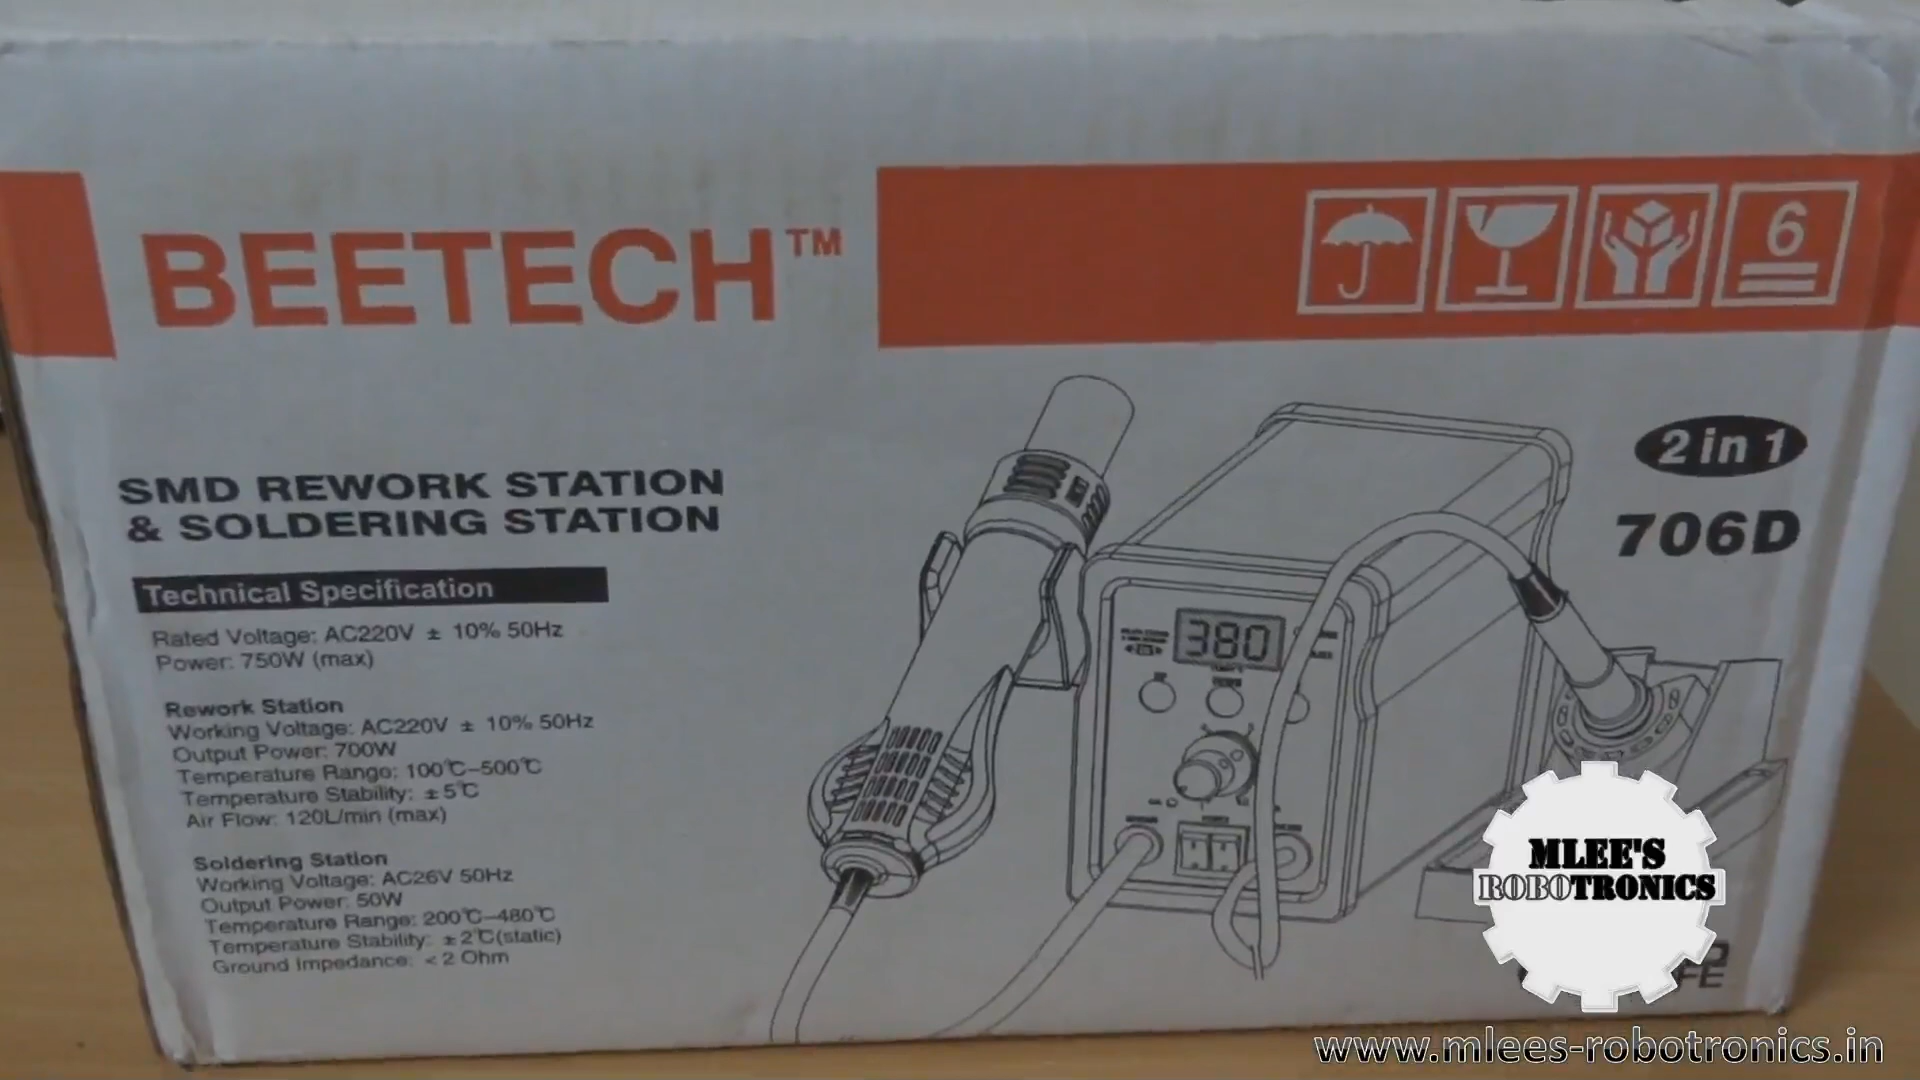 BEETECH™
6
SMD REWORK STATION
& SOLDERING STATION
2 in 1
706D
Technical Specification
Rated Voltage: AC220V ± 10% 50Hz
Power: 750W (max)
Rework Station
Working Voltage: AC220V ± 10% 50Hz
Output Power: 700W
Temperature Range: 100℃–500℃
Temperature Stability: ±5℃
Air Flow: 120L/min (max)
Soldering Station
Working Voltage: AC26V 50Hz
Output Power: 50W
Temperature Range: 200℃–480℃
Temperature Stability: ±2℃(static)
Ground Impedance: <2 Ohm
380
MLEE'S
ROBOTRONICS
www.mlees-robotronics.in